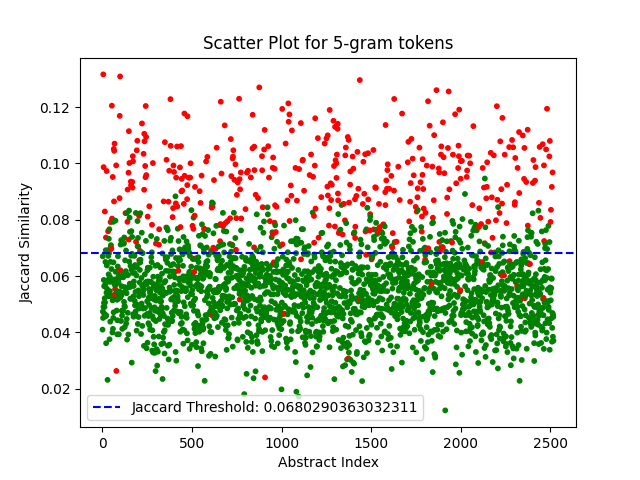 Scatter Plot for 5-gram tokens
0.12
0.10
0.08
0.06
0.04
0.02
Jaccard Similarity
Jaccard Threshold: 0.0680290363032311
0 500 1000 1500 2000 2500
Abstract Index